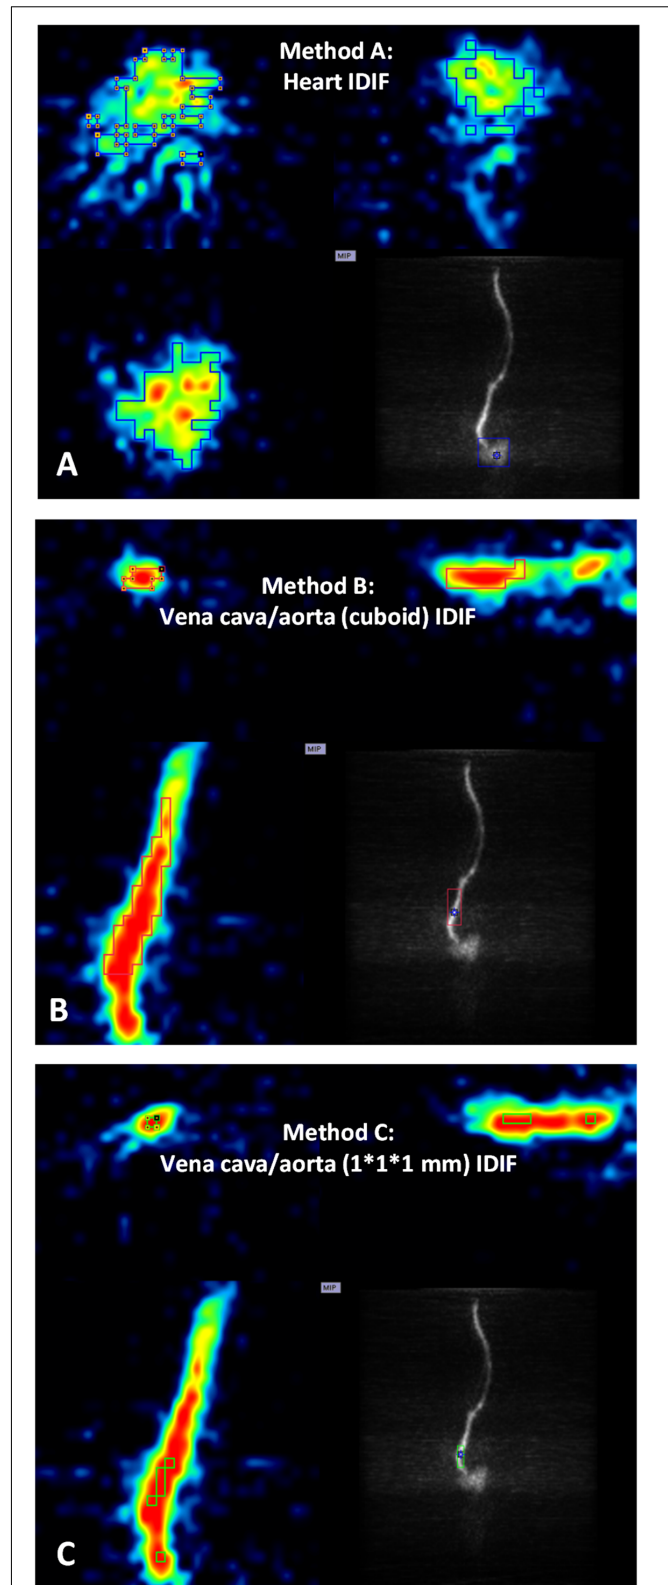 Method A:
Heart IDIF
MIP
A
Method B:
Vena cava/aorta (cuboid) IDIF
MIP
B
Method C:
Vena cava/aorta (1*1*1 mm) IDIF
MIP
C